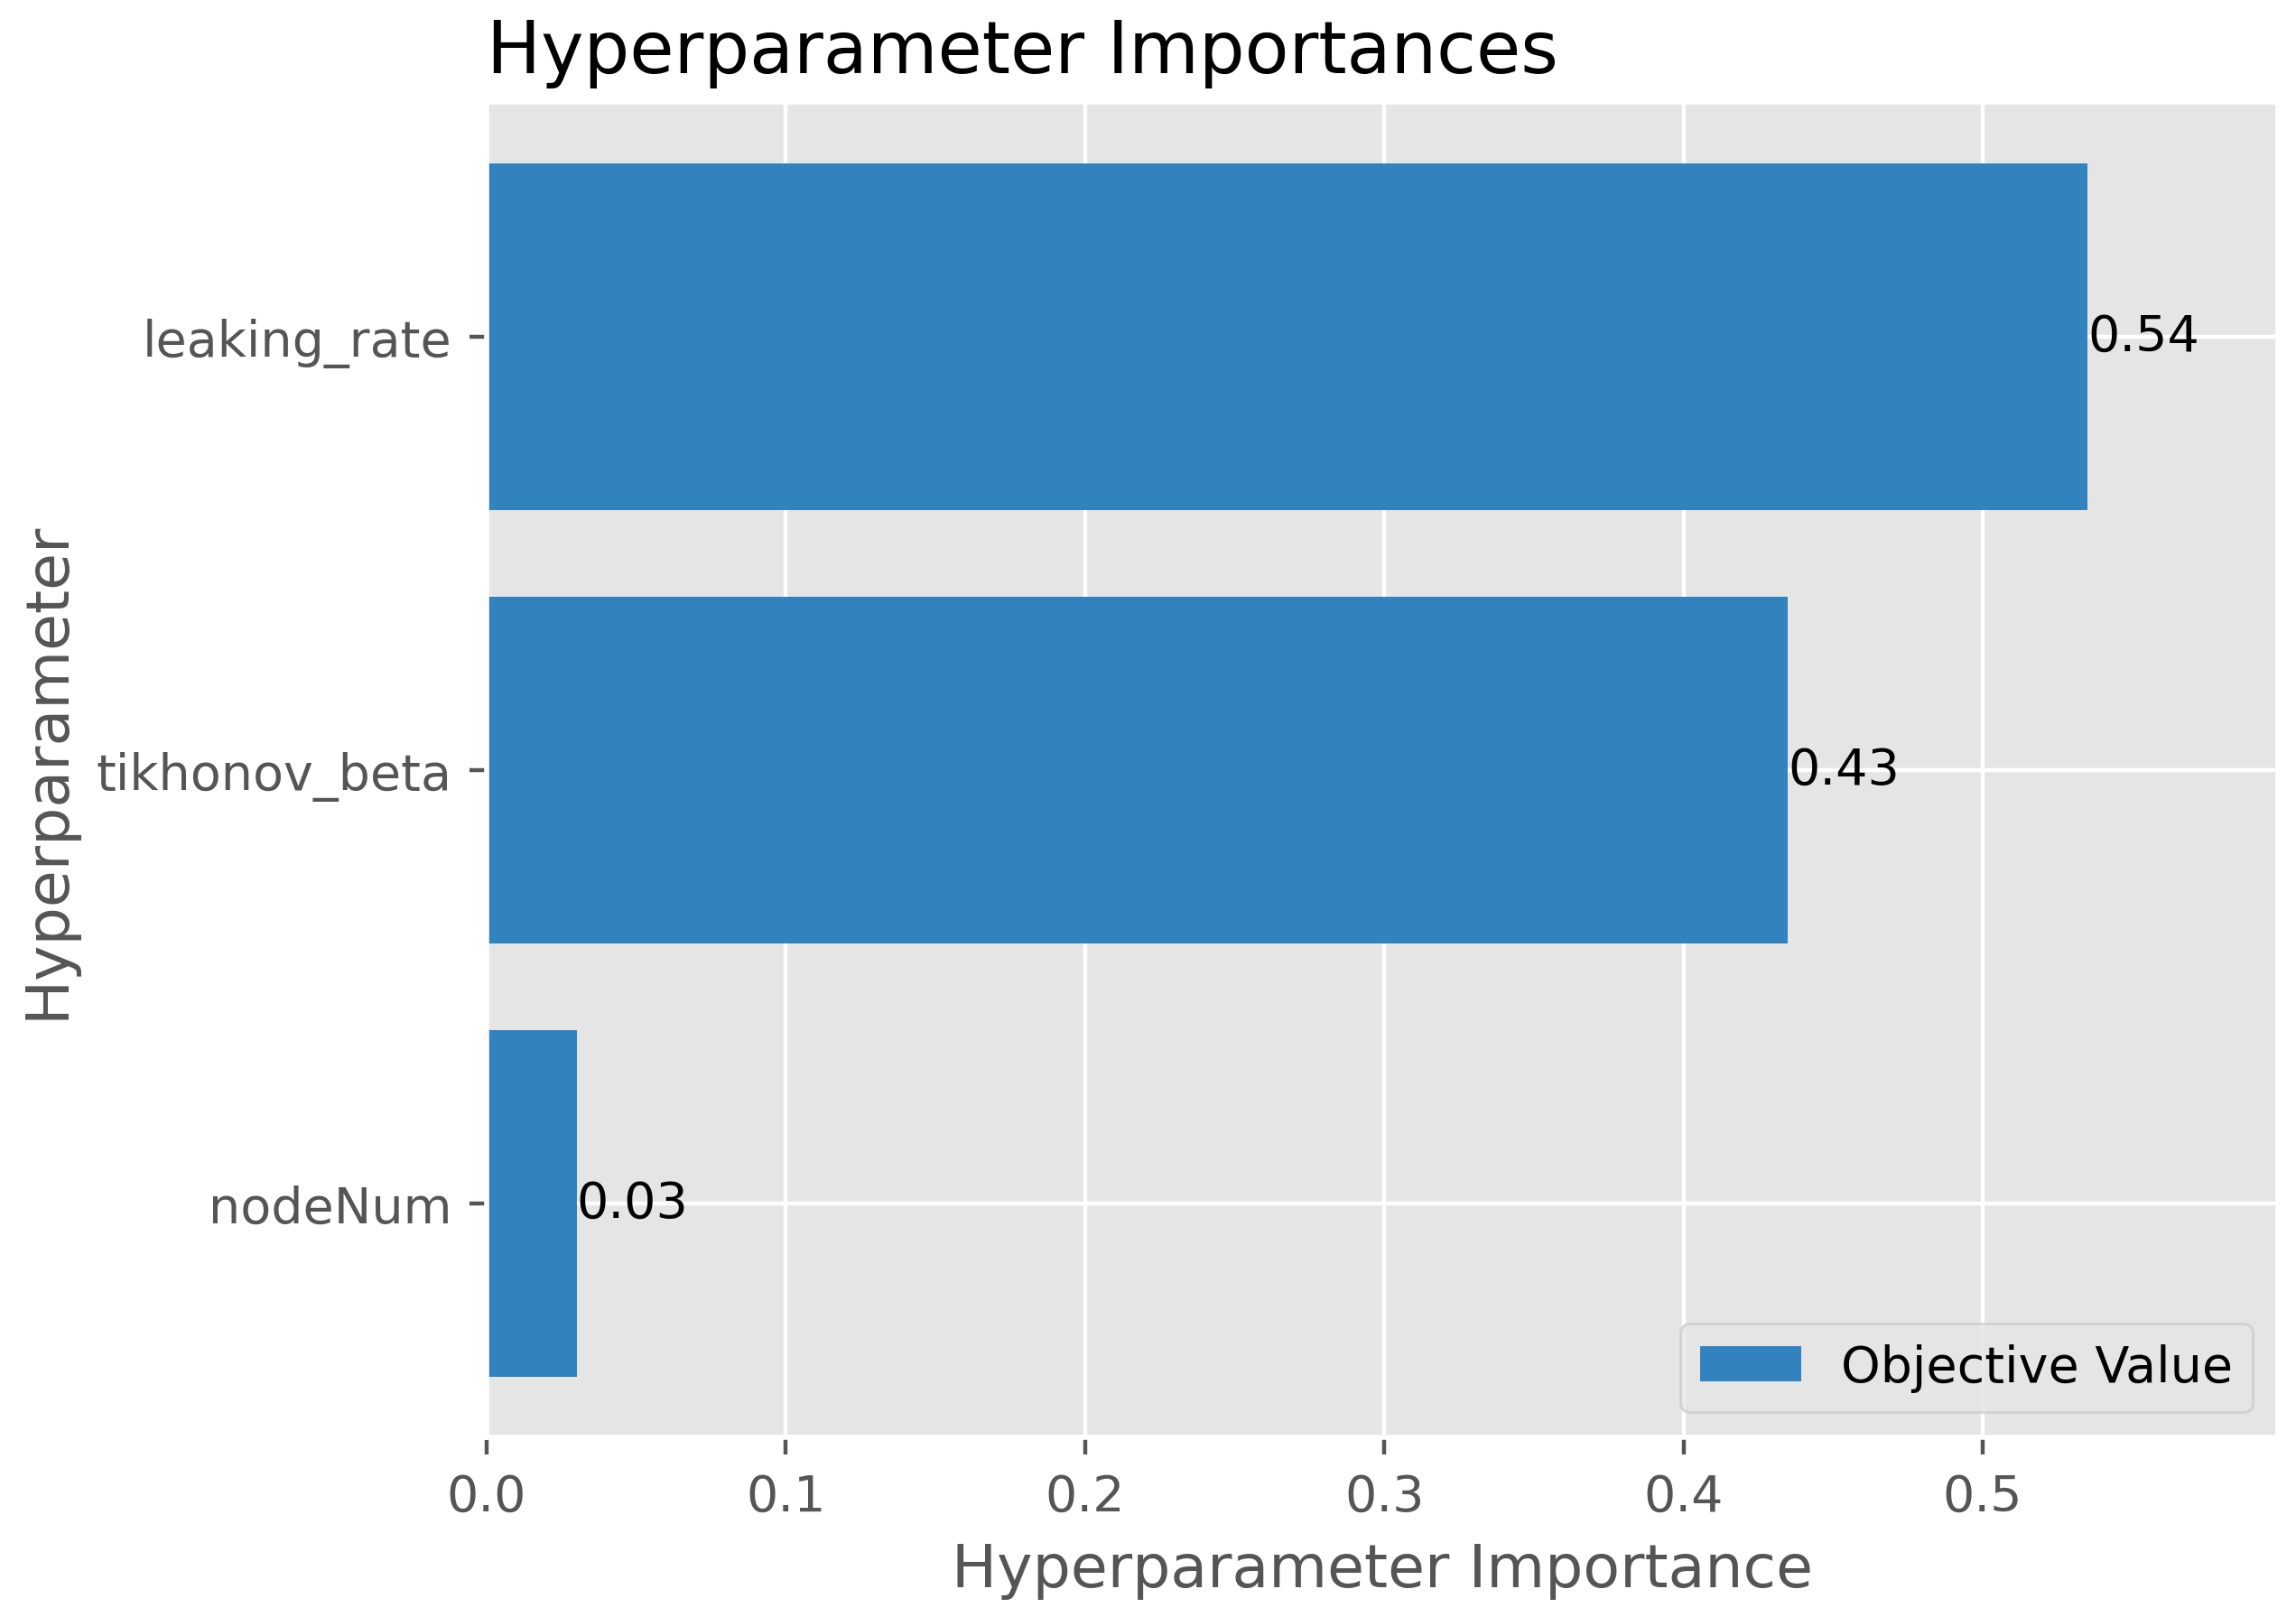 Hyperparameter Importances
Hyperparameter
leaking_rate
0.54
tikhonov_beta
0.43
nodeNum
0.03
Objective Value
0.0 0.1 0.2 0.3 0.4 0.5
Hyperparameter Importance